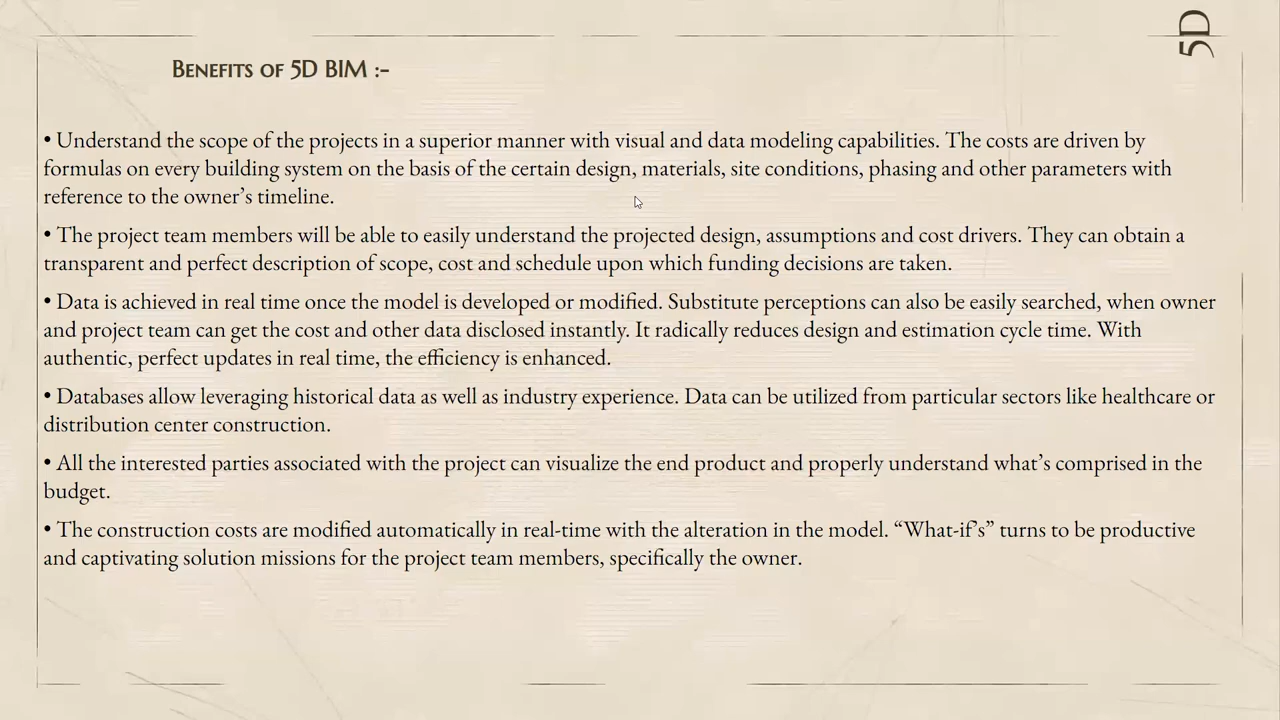 5D
Benefits of 5D BIM :-
• Understand the scope of the projects in a superior manner with visual and data modeling capabilities. The costs are driven by
formulas on every building system on the basis of the certain design, materials, site conditions, phasing and other parameters with
reference to the owner’s timeline.
• The project team members will be able to easily understand the projected design, assumptions and cost drivers. They can obtain a
transparent and perfect description of scope, cost and schedule upon which funding decisions are taken.
• Data is achieved in real time once the model is developed or modified. Substitute perceptions can also be easily searched, when owner
and project team can get the cost and other data disclosed instantly. It radically reduces design and estimation cycle time. With
authentic, perfect updates in real time, the efficiency is enhanced.
• Databases allow leveraging historical data as well as industry experience. Data can be utilized from particular sectors like healthcare or
distribution center construction.
• All the interested parties associated with the project can visualize the end product and properly understand what’s comprised in the
budget.
• The construction costs are modified automatically in real-time with the alteration in the model. “What-if’s” turns to be productive
and captivating solution missions for the project team members, specifically the owner.